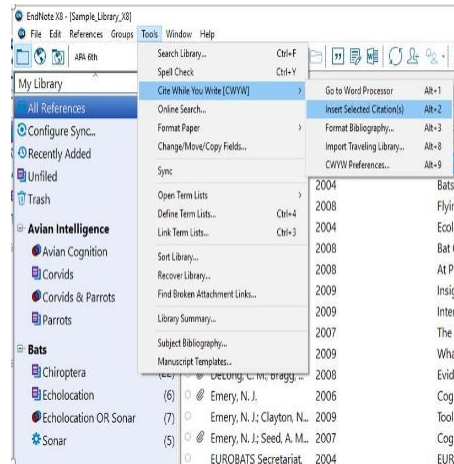 EndNote X8 - [Sample_Library_X8]
File Edit References Groups Tools Window Help
APA 6th
My Library
All References
Configure Sync...
Recently Added
Unfiled
Trash
Avian Intelligence
Avian Cognition
Corvids
Corvids & Parrots
Parrots
Bats
Chiroptera (22)
Echolocation (6)
Echolocation OR Sonar (7)
Sonar (5)
Search Library... Ctrl+F
Spell Check Ctrl+Y
Cite While You Write [CWYW]
Online Search...
Format Paper
Change/Move/Copy Fields...
Sync
Open Term Lists
Define Term Lists... Ctrl+4
Link Term Lists... Ctrl+3
Sort Library...
Recover Library...
Find Broken Attachment Links...
Library Summary...
Subject Bibliography...
Manuscript Templates...
Go to Word Processor Alt+1
Insert Selected Citation(s) Alt+2
Format Bibliography... Alt+3
Import Traveling Library... Alt+8
CWYW Preferences... Alt+9
2004 Bats
2008 Flyin
2004 Ecol
2008 Bat
2008 At P
2009 Insig
2009 Inte
2007 The
2009 Wha
DeLong, C. M.; Bragg, ... 2008 Evid
Emery, N. J. 2006 Cog
Emery, N. J.; Clayton, N... 2009 Tool
Emery, N. J.; Seed, A. M... 2007 Cog
EUROBATS Secretariat, 2004 EUR